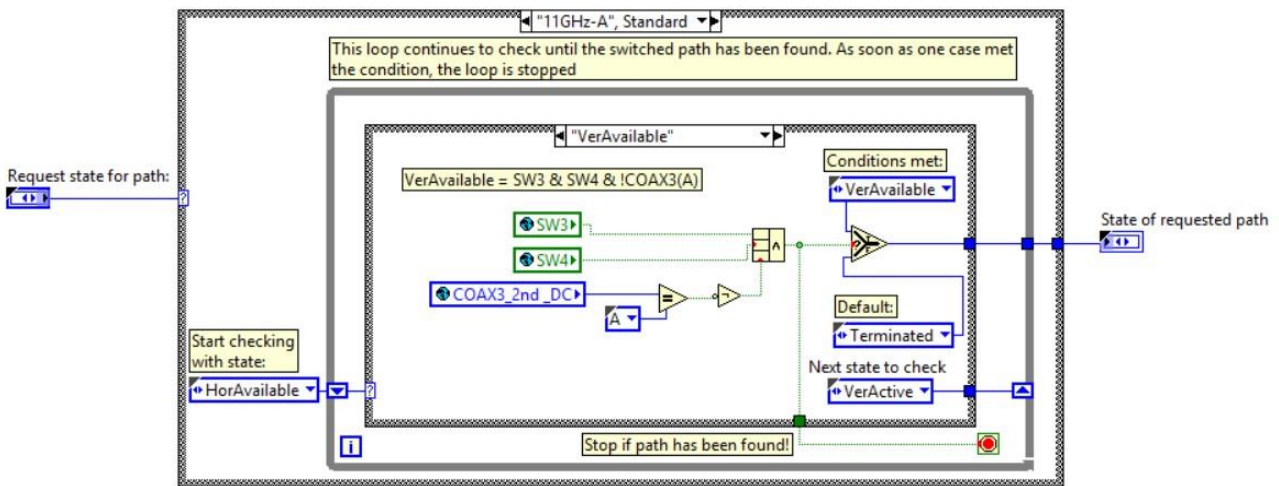 "11GHz-A", Standard
This loop continues to check until the switched path has been found. As soon as one case met
the condition, the loop is stopped
"VerAvailable"
Request state for path:
VerAvailable = SW3 & SW4 & !COAX3(A)
Conditions met:
VerAvailable
SW3
SW4
State of requested path
COAX3_2nd _DC
A
Default:
Terminated
Start checking
with state:
HorAvailable
Next state to check
VerActive
i
Stop if path has been found!